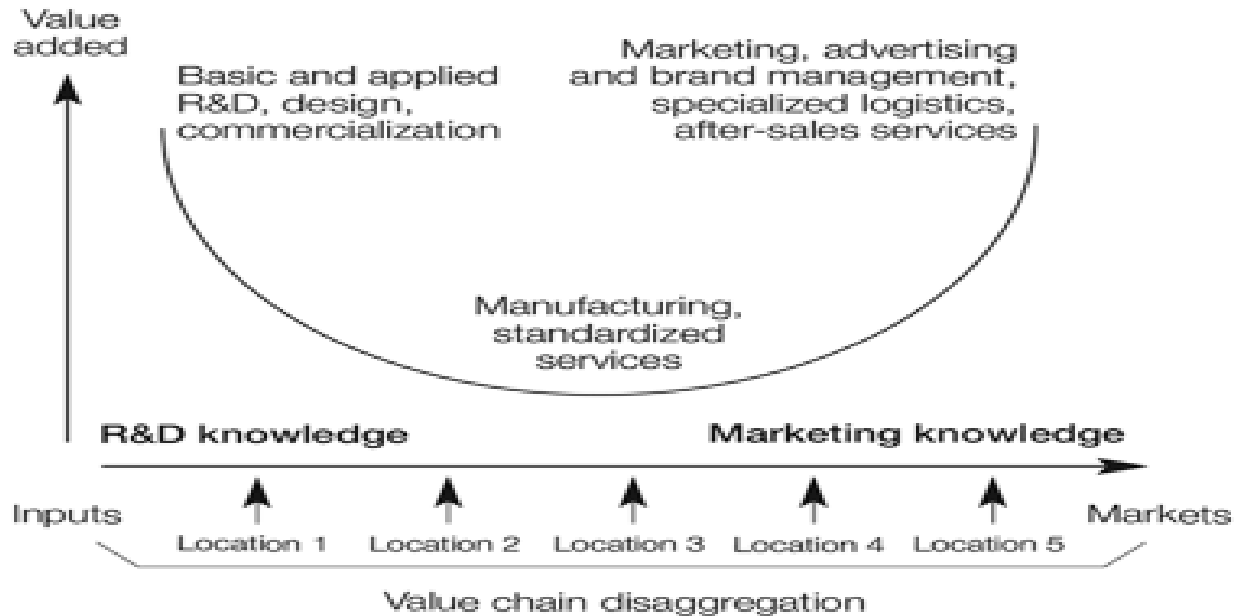 Value
added
Basic and applied
R&D, design,
commercialization
Marketing, advertising
and brand management,
specialized logistics,
after-sales services
Manufacturing,
standardized
services
R&D knowledge
Marketing knowledge
Inputs
Markets
Location 1
Location 2
Location 3
Location 4
Location 5
Value chain disaggregation